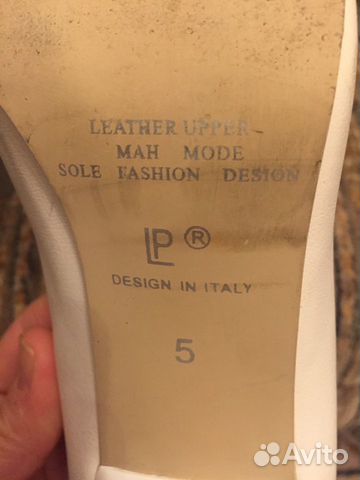 LEATHER UPPER
MAH MODE
SOLE FASHION DESIGN
LP®
DESIGN IN ITALY
5
Avito